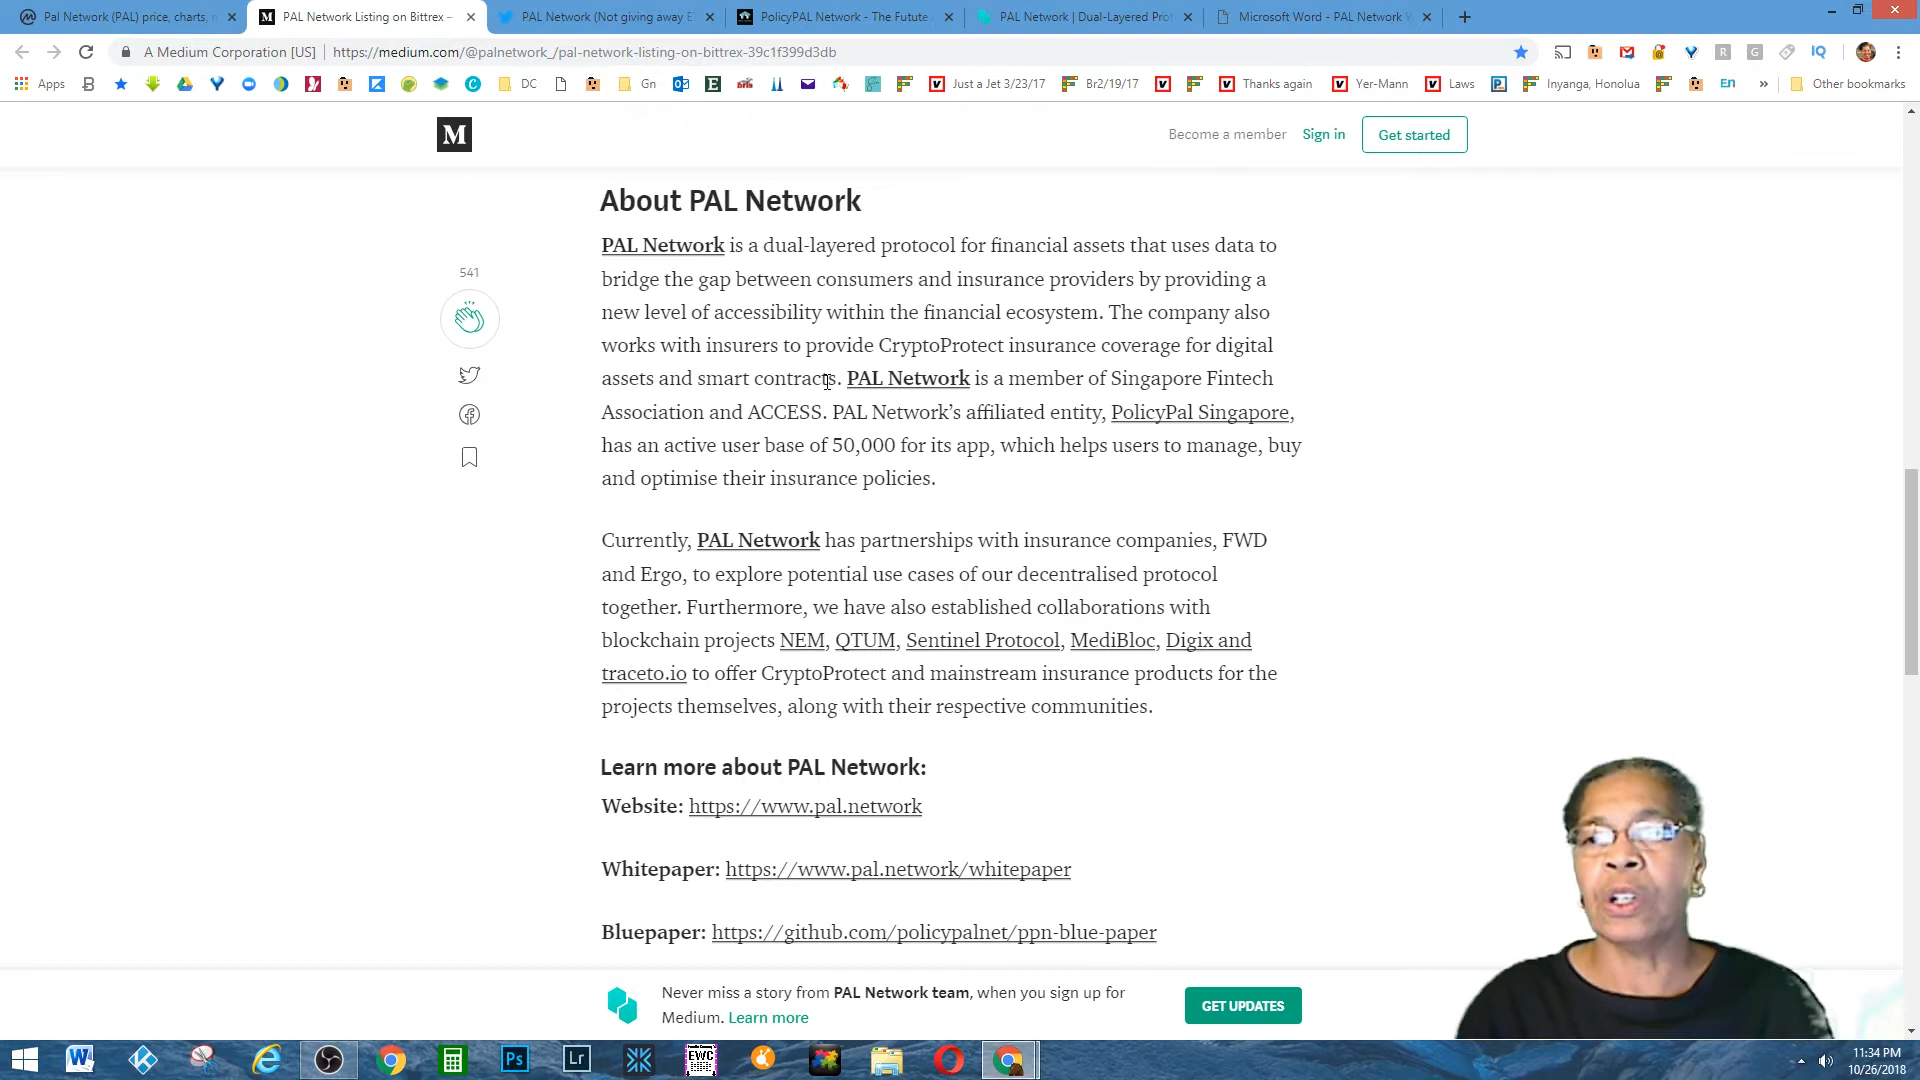 Pal Network (PAL) price, charts,
PAL Network Listing on Bittrex –
PAL Network (Not giving away E
PolicyPAL Network - The Futute
PAL Network | Dual-Layered Prot
Microsoft Word - PAL Network W
A Medium Corporation [US] | https://medium.com/@palnetwork_/pal-network-listing-on-bittrex-39c1f399d3db
Apps
DC
Gn
Just a Jet 3/23/17
Br2/19/17
Thanks again
Yer-Mann
Laws
Inyanga, Honolua
En
»
Other bookmarks
M
Become a member
Sign in
Get started
About PAL Network
541
PAL Network is a dual-layered protocol for financial assets that uses data to
bridge the gap between consumers and insurance providers by providing a
new level of accessibility within the financial ecosystem. The company also
works with insurers to provide CryptoProtect insurance coverage for digital
assets and smart contracts. PAL Network is a member of Singapore Fintech
Association and ACCESS. PAL Network’s affiliated entity, PolicyPal Singapore,
has an active user base of 50,000 for its app, which helps users to manage, buy
and optimise their insurance policies.
Currently, PAL Network has partnerships with insurance companies, FWD
and Ergo, to explore potential use cases of our decentralised protocol
together. Furthermore, we have also established collaborations with
blockchain projects NEM, QTUM, Sentinel Protocol, MediBloc, Digix and
traceto.io to offer CryptoProtect and mainstream insurance products for the
projects themselves, along with their respective communities.
Learn more about PAL Network:
Website: https://www.pal.network
Whitepaper: https://www.pal.network/whitepaper
Bluepaper: https://github.com/policypalnet/ppn-blue-paper
Never miss a story from PAL Network team, when you sign up for
Medium. Learn more
GET UPDATES
Ps
Lr
EWC
11:34 PM
10/26/2018